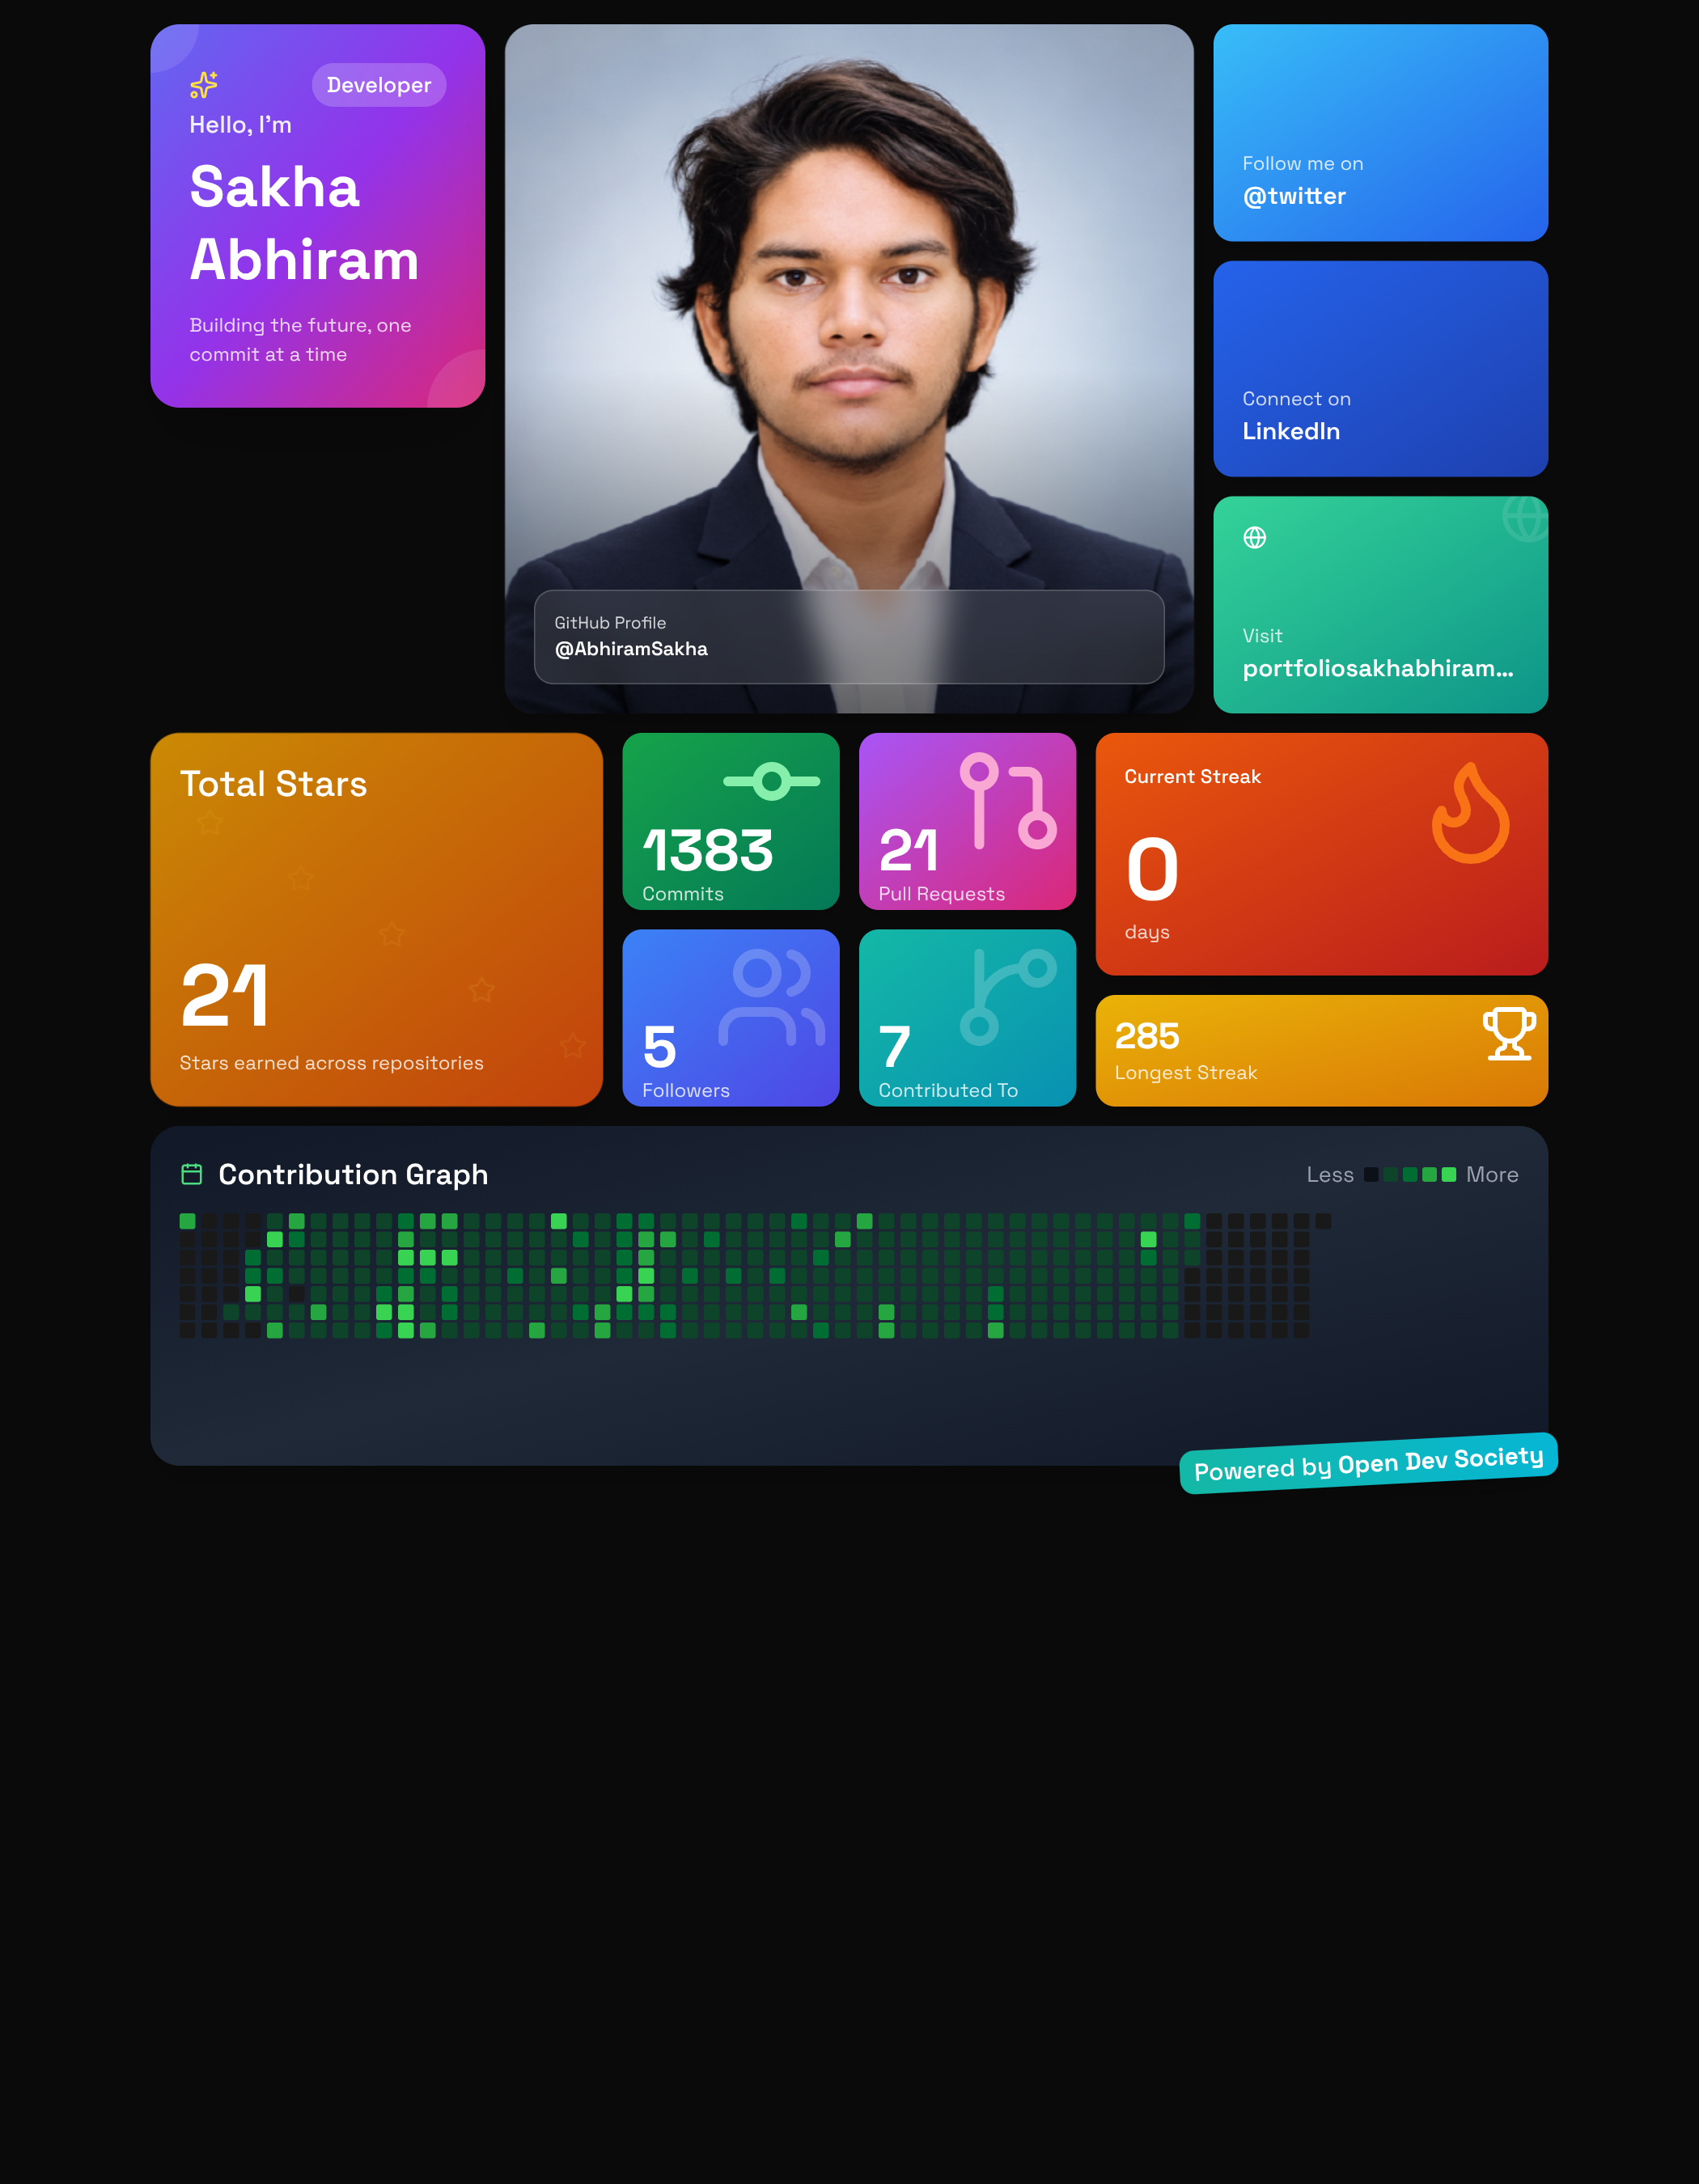 Developer
Hello, I'm
Sakha
Abhiram
Building the future, one
commit at a time
GitHub Profile
@AbhiramSakha
Follow me on
@twitter
Connect on
LinkedIn
Visit
portfoliosakhabhiram...
Total Stars
21
Stars earned across repositories
1383
Commits
21
Pull Requests
5
Followers
7
Contributed To
Current Streak
0
days
285
Longest Streak
Contribution Graph
Less More
Powered by Open Dev Society